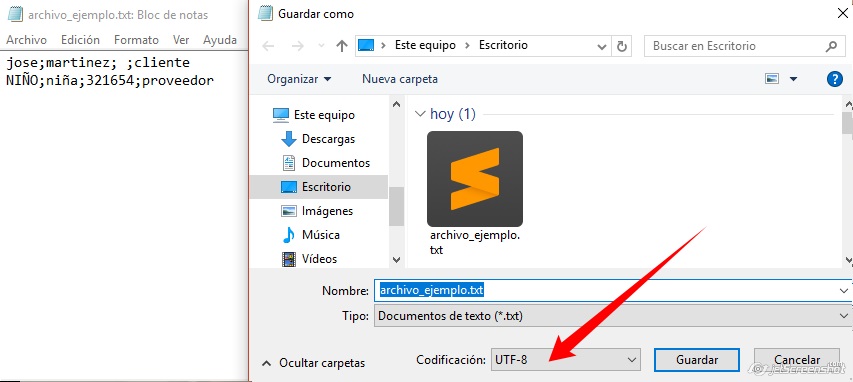 archivo_ejemplo.txt: Bloc de notas
Archivo Edición Formato Ver Ayuda
jose;martinez; ;cliente
NIÑO;niña;321654;proveedor
Guardar como
Este equipo Escritorio
Buscar en Escritorio
Organizar Nueva carpeta
Este equipo
Descargas
Documentos
Escritorio
Imágenes
Música
Vídeos
hoy (1)
archivo_ejemplo.
txt
Nombre: archivo_ejemplo.txt
Tipo: Documentos de texto (*.txt)
Ocultar carpetas
Codificación: UTF-8
Guardar Cancelar